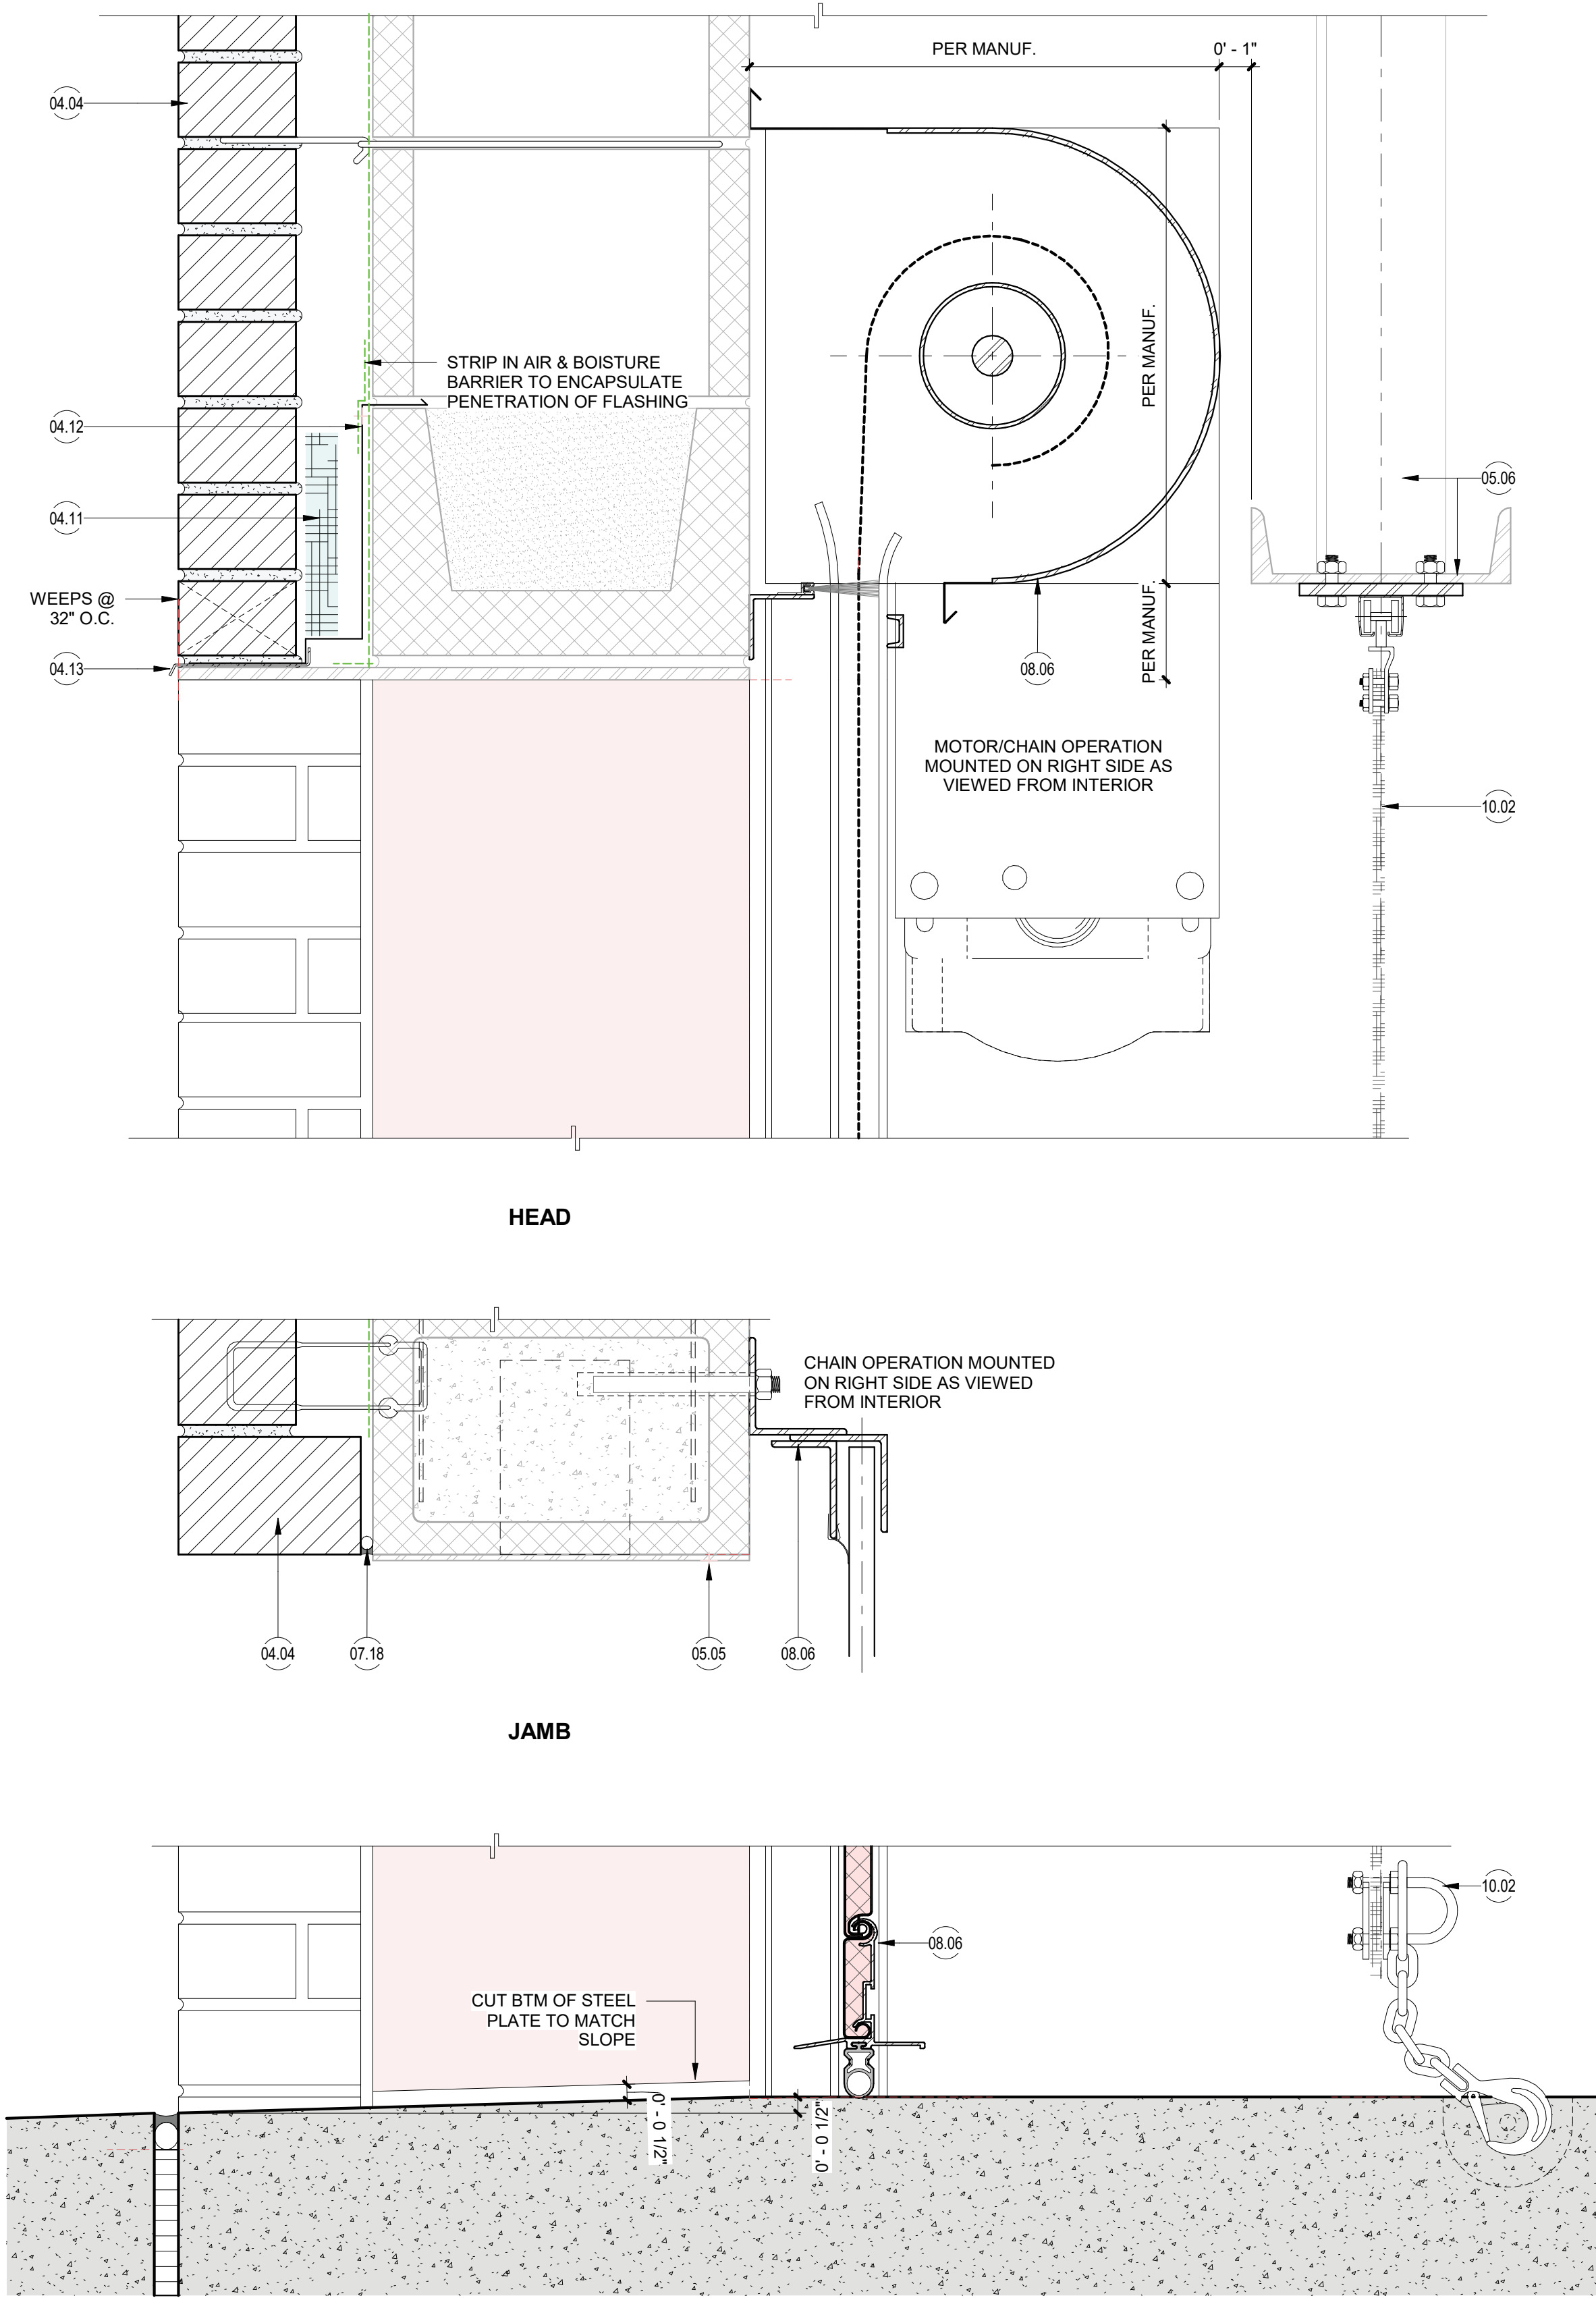 PER MANUF.
0' - 1"
04.04
PER MANUF.
STRIP IN AIR & BOISTURE
BARRIER TO ENCAPSULATE
PENETRATION OF FLASHING
04.12
05.06
04.11
WEEPS @
32" O.C.
PER MANUF.
04.13
08.06
MOTOR/CHAIN OPERATION
MOUNTED ON RIGHT SIDE AS
VIEWED FROM INTERIOR
10.02
HEAD
CHAIN OPERATION MOUNTED
ON RIGHT SIDE AS VIEWED
FROM INTERIOR
04.04
07.18
05.05
08.06
JAMB
10.02
08.06
CUT BTM OF STEEL
PLATE TO MATCH
SLOPE
0' - 0 1/2"
0' - 0 1/2"